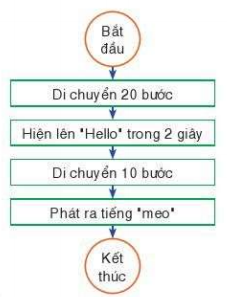 Bắt
đầu
Di chuyển 20 bước
Hiện lên "Hello" trong 2 giây
Di chuyển 10 bước
Phát ra tiếng "meo"
Kết
thúc